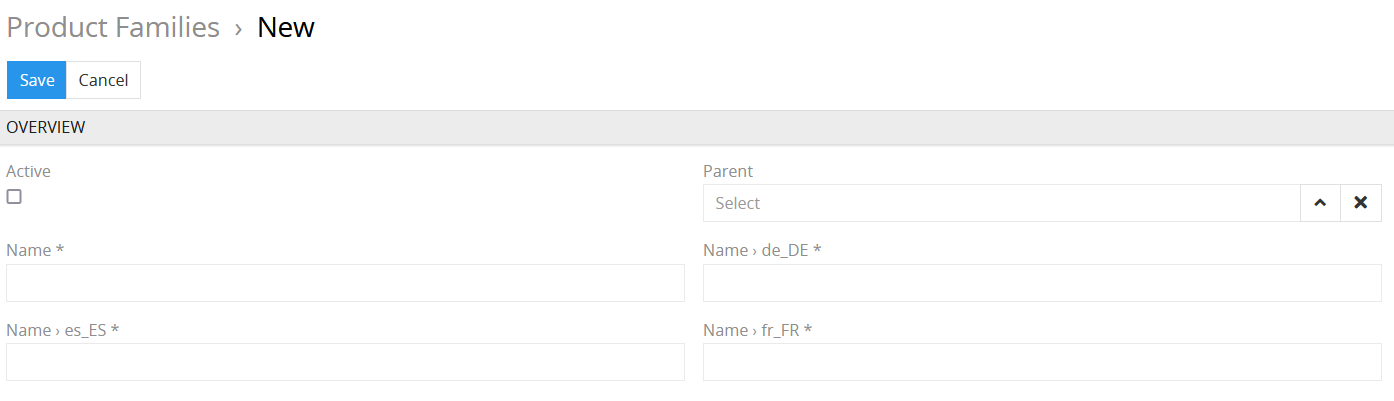 Product Families › New
Save Cancel
OVERVIEW
Active Parent
Select
Name * Name › de_DE *
Name › es_ES * Name › fr_FR *